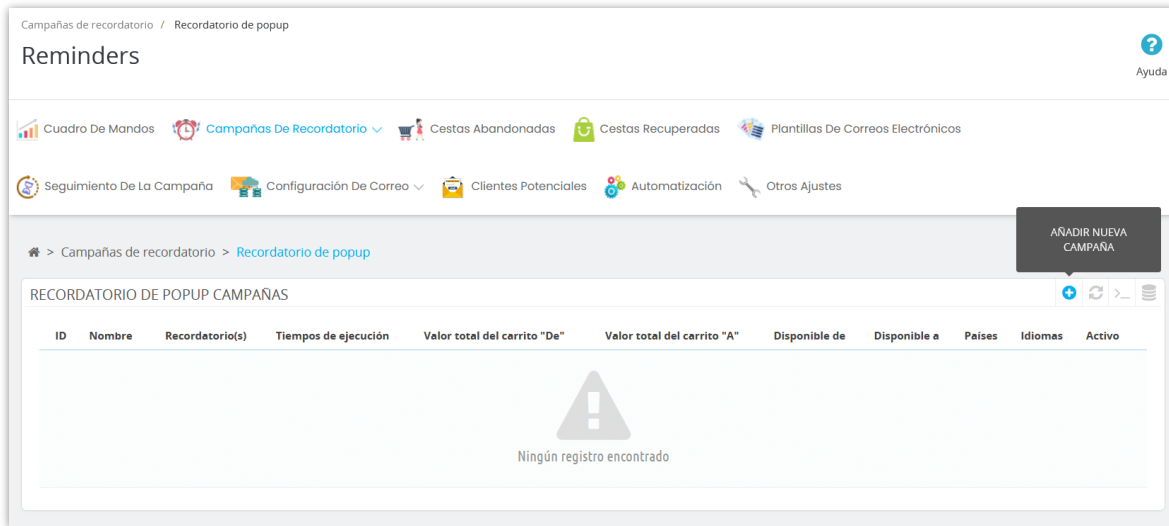 Campañas de recordatorio / Recordatorio de popup
Reminders
Ayuda
Cuadro De Mandos Campañas De Recordatorio Cestas Abandonadas Cestas Recuperadas Plantillas De Correos Electrónicos
Seguimiento De La Campaña Configuración De Correo Clientes Potenciales Automatización Otros Ajustes
AÑADIR NUEVA
CAMPAÑA
> Campañas de recordatorio > Recordatorio de popup
RECORDATORIO DE POPUP CAMPAÑAS
ID Nombre Recordatorio(s) Tiempos de ejecución Valor total del carrito "De" Valor total del carrito "A" Disponible de Disponible a Países Idiomas Activo
Ningún registro encontrado